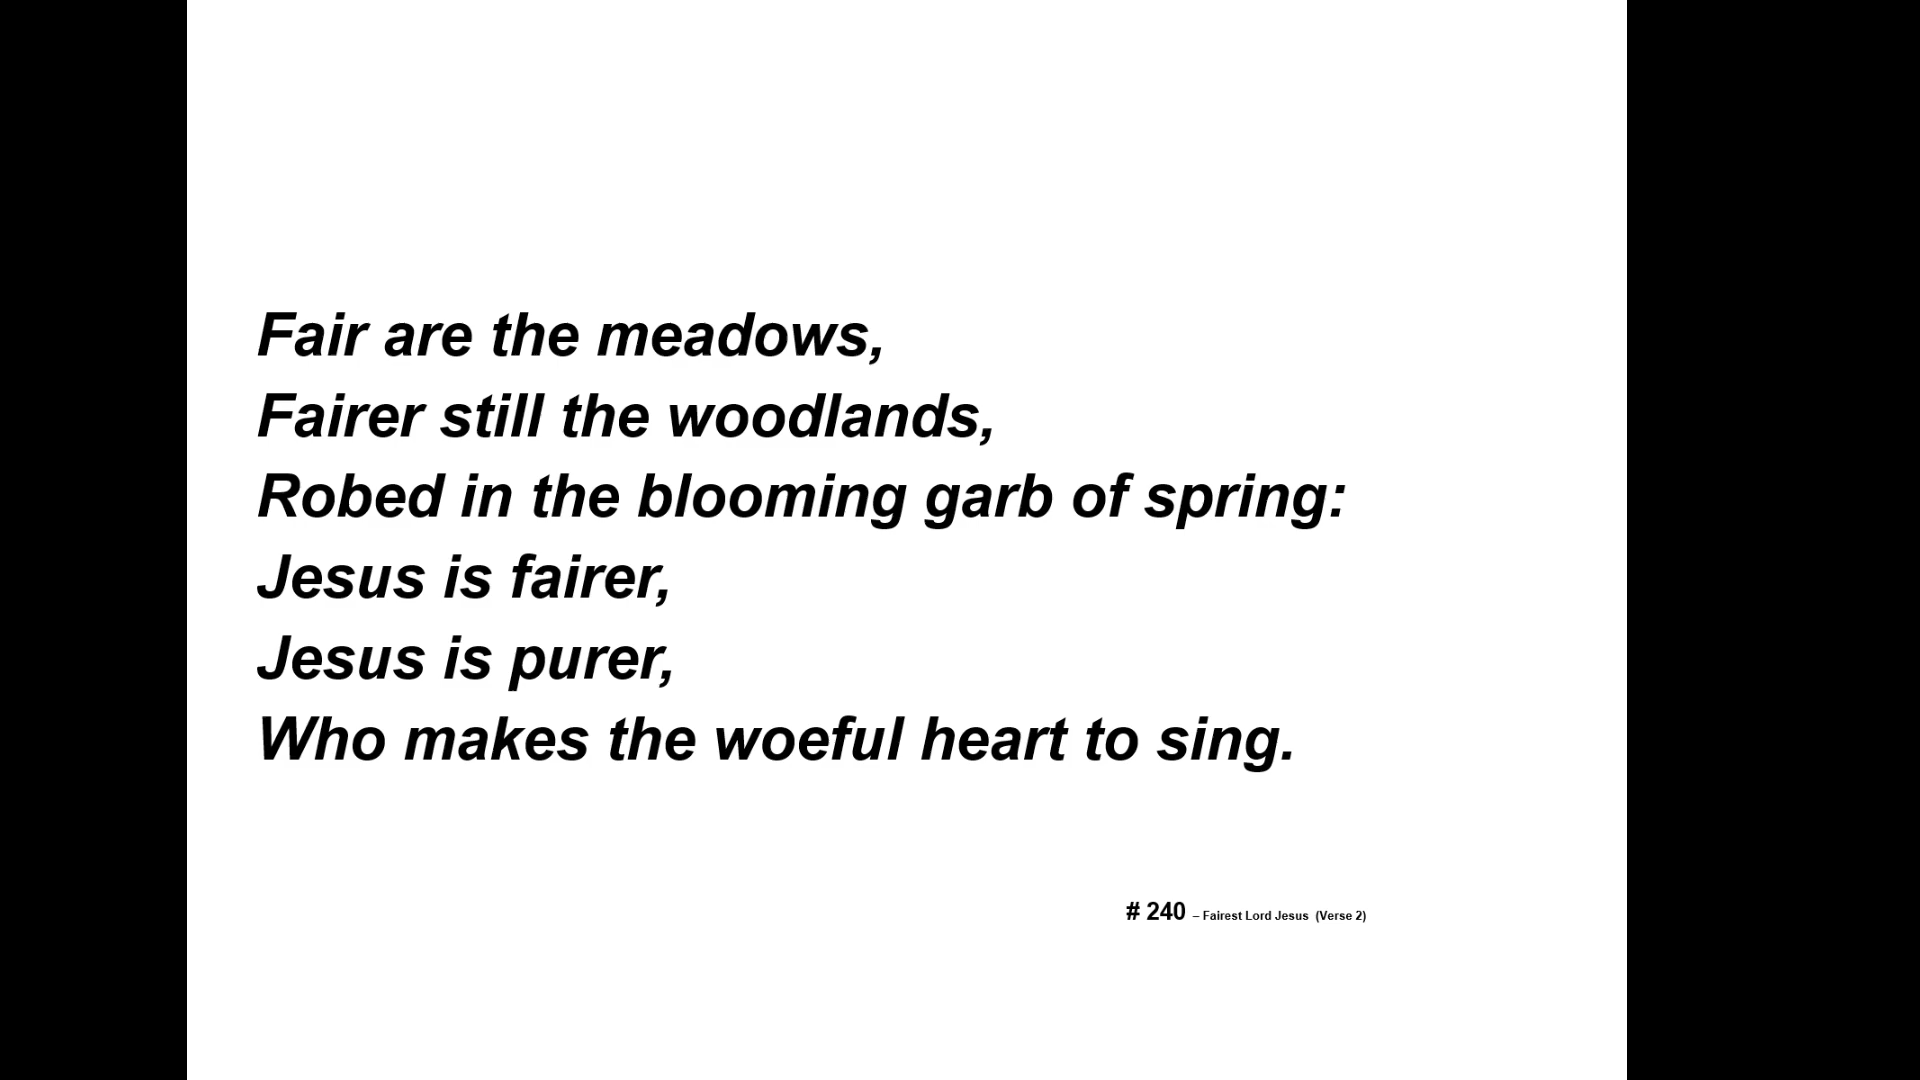 Fair are the meadows,
Fairer still the woodlands,
Robed in the blooming garb of spring:
Jesus is fairer,
Jesus is purer,
Who makes the woeful heart to sing.
# 240 – Fairest Lord Jesus (Verse 2)